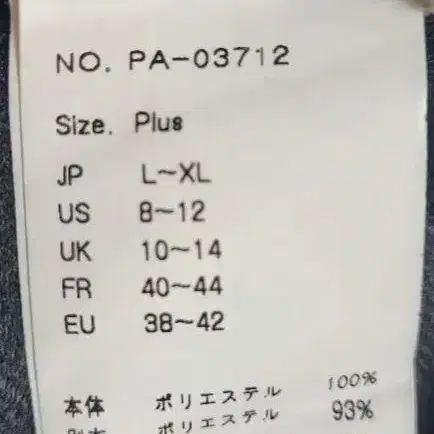 NO. PA-03712
Size. Plus
JP L~XL
US 8~12
UK 10~14
FR 40~44
EU 38~42
本体 ポリエステル 100%
ポリエステル 93%